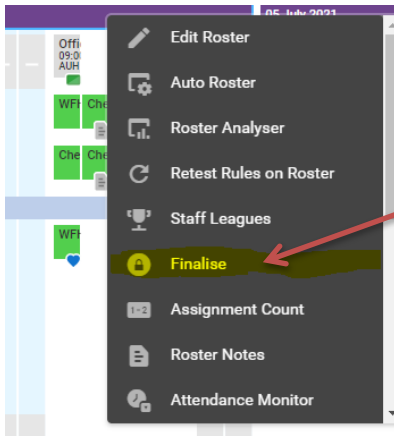 05 July 2021
Offi
09:0
AUH
Edit Roster
Auto Roster
WFH Che
Roster Analyser
Che Che
Retest Rules on Roster
Staff Leagues
WFH
Finalise
1-2 Assignment Count
Roster Notes
Attendance Monitor